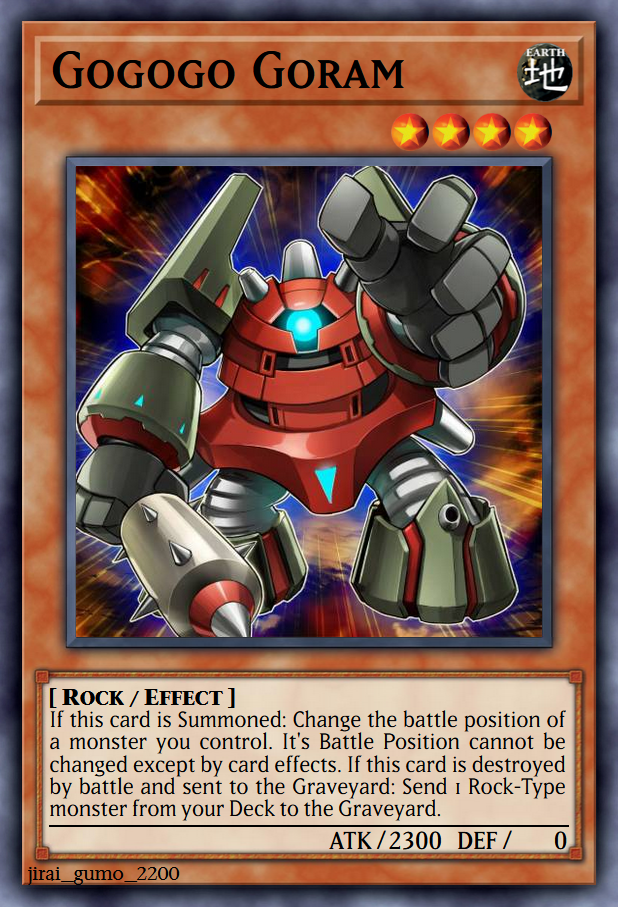 Gogogo Goram
EARTH
地
[ Rock / Effect ]
If this card is Summoned: Change the battle position of
a monster you control. It's Battle Position cannot be
changed except by card effects. If this card is destroyed
by battle and sent to the Graveyard: Send 1 Rock-Type
monster from your Deck to the Graveyard.
ATK / 2300 DEF / 0
jirai_gumo_2200